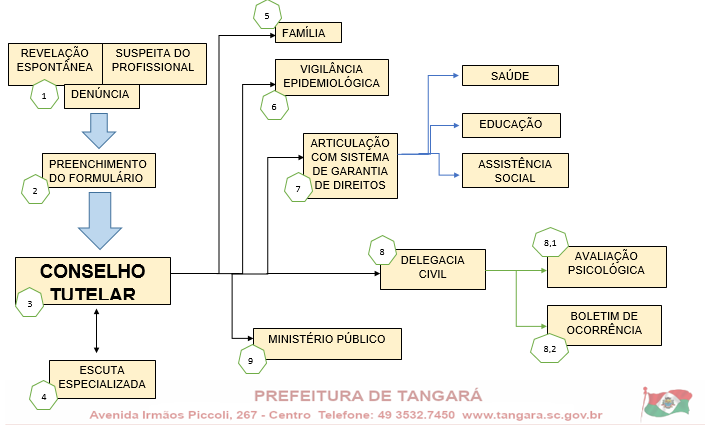 REVELAÇÃO
ESPONTÂNEA
SUSPEITA DO
PROFISSIONAL
DENÚNCIA
1
PREENCHIMENTO
DO FORMULÁRIO
2
CONSELHO
TUTELAR
3
ESCUTA
ESPECIALIZADA
4
5
FAMÍLIA
VIGILÂNCIA
EPIDEMIOLÓGICA
6
ARTICULAÇÃO
COM SISTEMA
DE GARANTIA
DE DIREITOS
7
SAÚDE
EDUCAÇÃO
ASSISTÊNCIA
SOCIAL
8
DELEGACIA
CIVIL
8,1
AVALIAÇÃO
PSICOLÓGICA
BOLETIM DE
OCORRÊNCIA
8,2
MINISTÉRIO PÚBLICO
9
PREFEITURA DE TANGARÁ
Avenida Irmãos Piccoli, 267 - Centro Telefone: 49 3532.7450 www.tangara.sc.gov.br